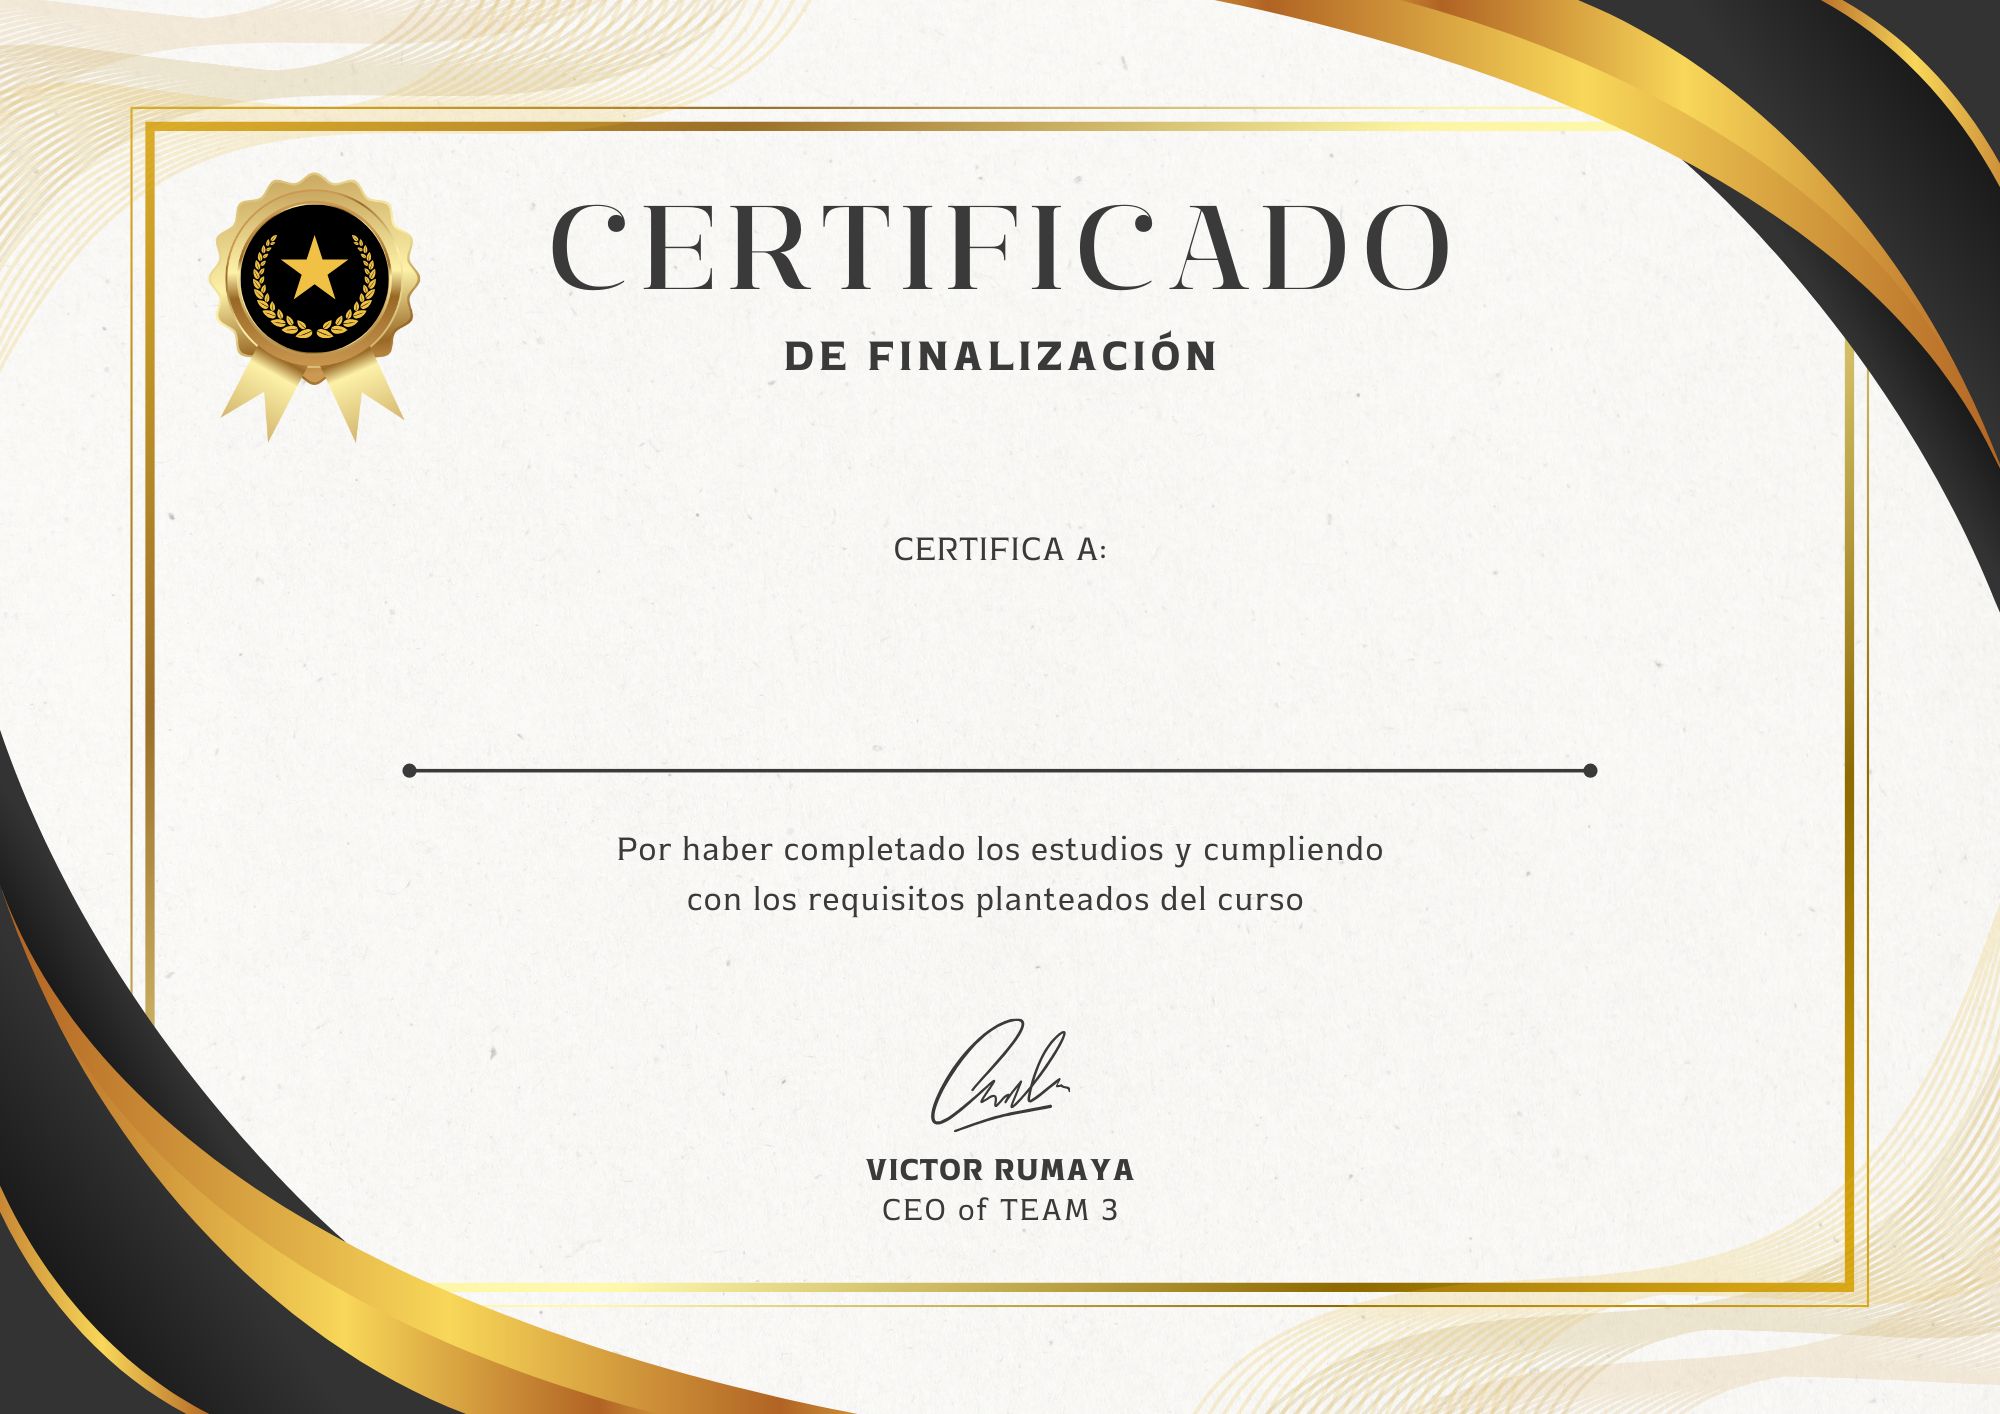 CERTIFICADO
DE FINALIZACIÓN
CERTIFICA A:
Por haber completado los estudios y cumpliendo
con los requisitos planteados del curso
VICTOR RUMAYA
CEO of TEAM 3